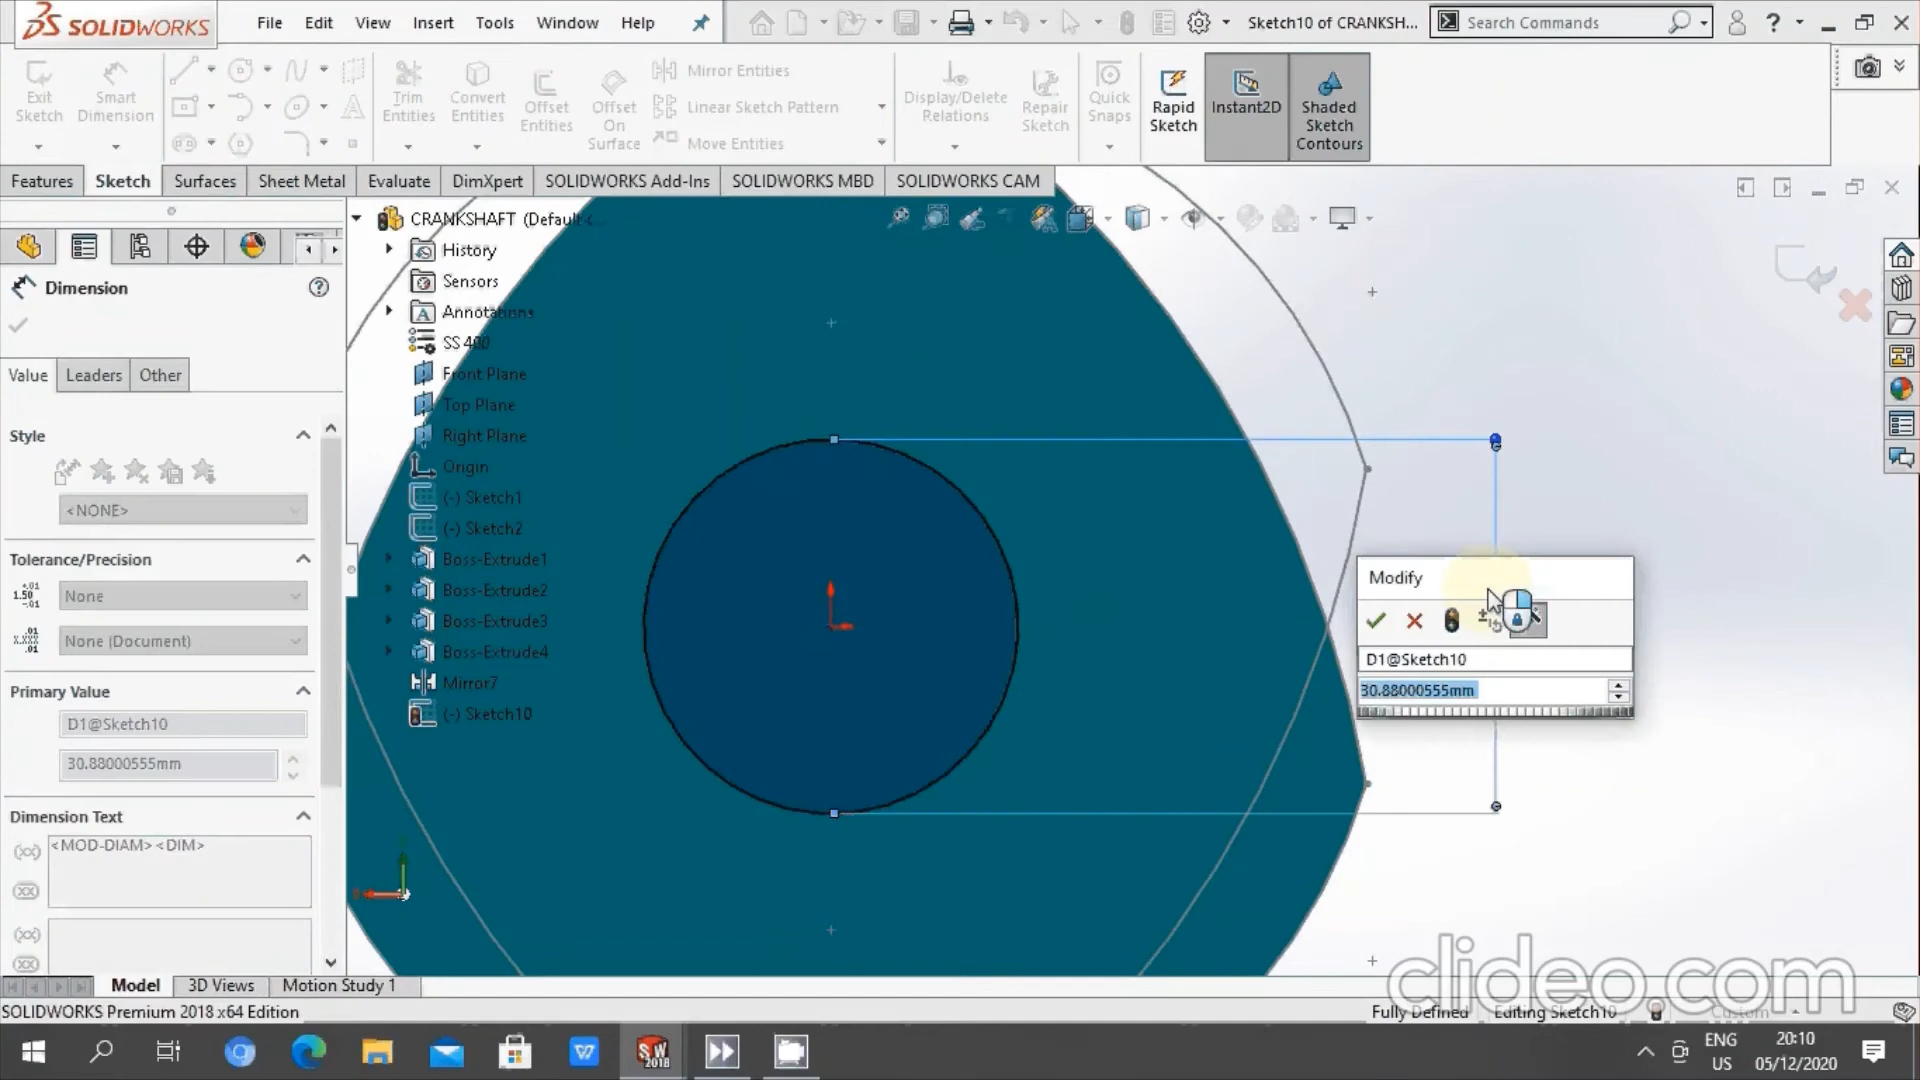 SOLIDWORKS
File Edit View Insert Tools Window Help
Sketch10 of CRANKSH...
Search Commands
Exit Sketch
Smart Dimension
Trim Entities
Convert Entities
Offset Entities
Offset On Surface
Mirror Entities
Linear Sketch Pattern
Move Entities
Display/Delete Relations
Repair Sketch
Quick Snaps
Rapid Sketch
Instant2D
Shaded Sketch Contours
Features Sketch Surfaces Sheet Metal Evaluate DimXpert SOLIDWORKS Add-Ins SOLIDWORKS MBD SOLIDWORKS CAM
CRANKSHAFT (Default<
History
Sensors
Annotations
SS 400
Front Plane
Top Plane
Right Plane
Origin
(-) Sketch1
(-) Sketch2
Boss-Extrude1
Boss-Extrude2
Boss-Extrude3
Boss-Extrude4
Mirror7
(-) Sketch10
Dimension
Value Leaders Other
Style
<NONE>
Tolerance/Precision
None
None (Document)
Primary Value
D1@Sketch10
30.88000555mm
Dimension Text
<MOD-DIAM><DIM>
Modify
D1@Sketch10
30.88000555mm
Model 3D Views Motion Study 1
SOLIDWORKS Premium 2018 x64 Edition
Fully Defined Editing Sketch10 Custom
clideo.com
SW 2018
ENG
US
20:10
05/12/2020